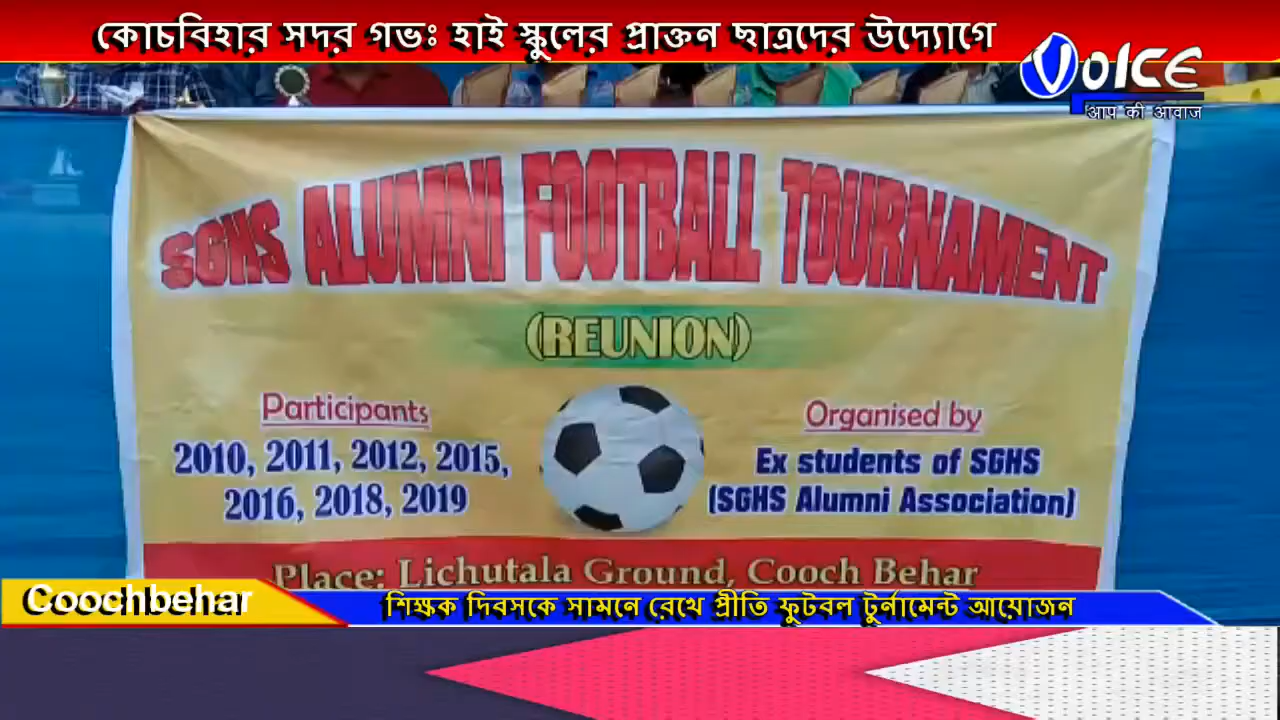 কোচবিহার সদর গভঃ হাই স্কুলের প্রাক্তন ছাত্রদের উদ্যোগে
VOICE
आप की आवाज
SGHS ALUMNI FOOTBALL TOURNAMENT
(REUNION)
Participants
2010, 2011, 2012, 2015,
2016, 2018, 2019
Organised by
Ex students of SGHS
(SGHS Alumni Association)
Place: Lichutala Ground, Cooch Behar
Coochbehar
শিক্ষক দিবসকে সামনে রেখে প্রীতি ফুটবল টুর্নামেন্ট আয়োজন